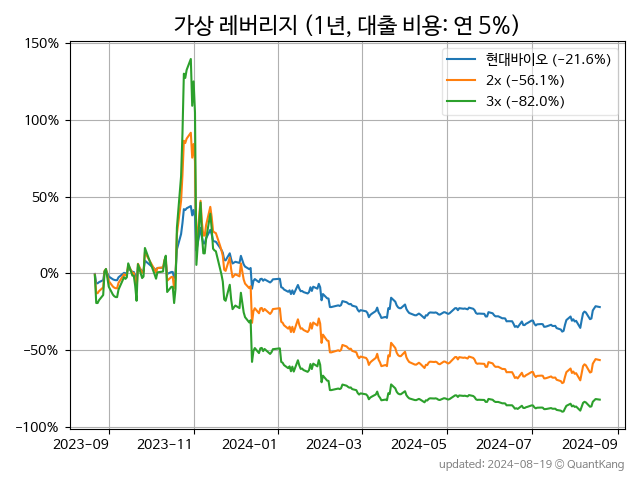 가상 레버리지 (1년, 대출 비용: 연 5%)
150%
100%
50%
0%
−50%
−100%
현대바이오 (-21.6%)
2x (-56.1%)
3x (-82.0%)
2023-09 2023-11 2024-01 2024-03 2024-05 2024-07 2024-09
updated: 2024-08-19 © QuantKang